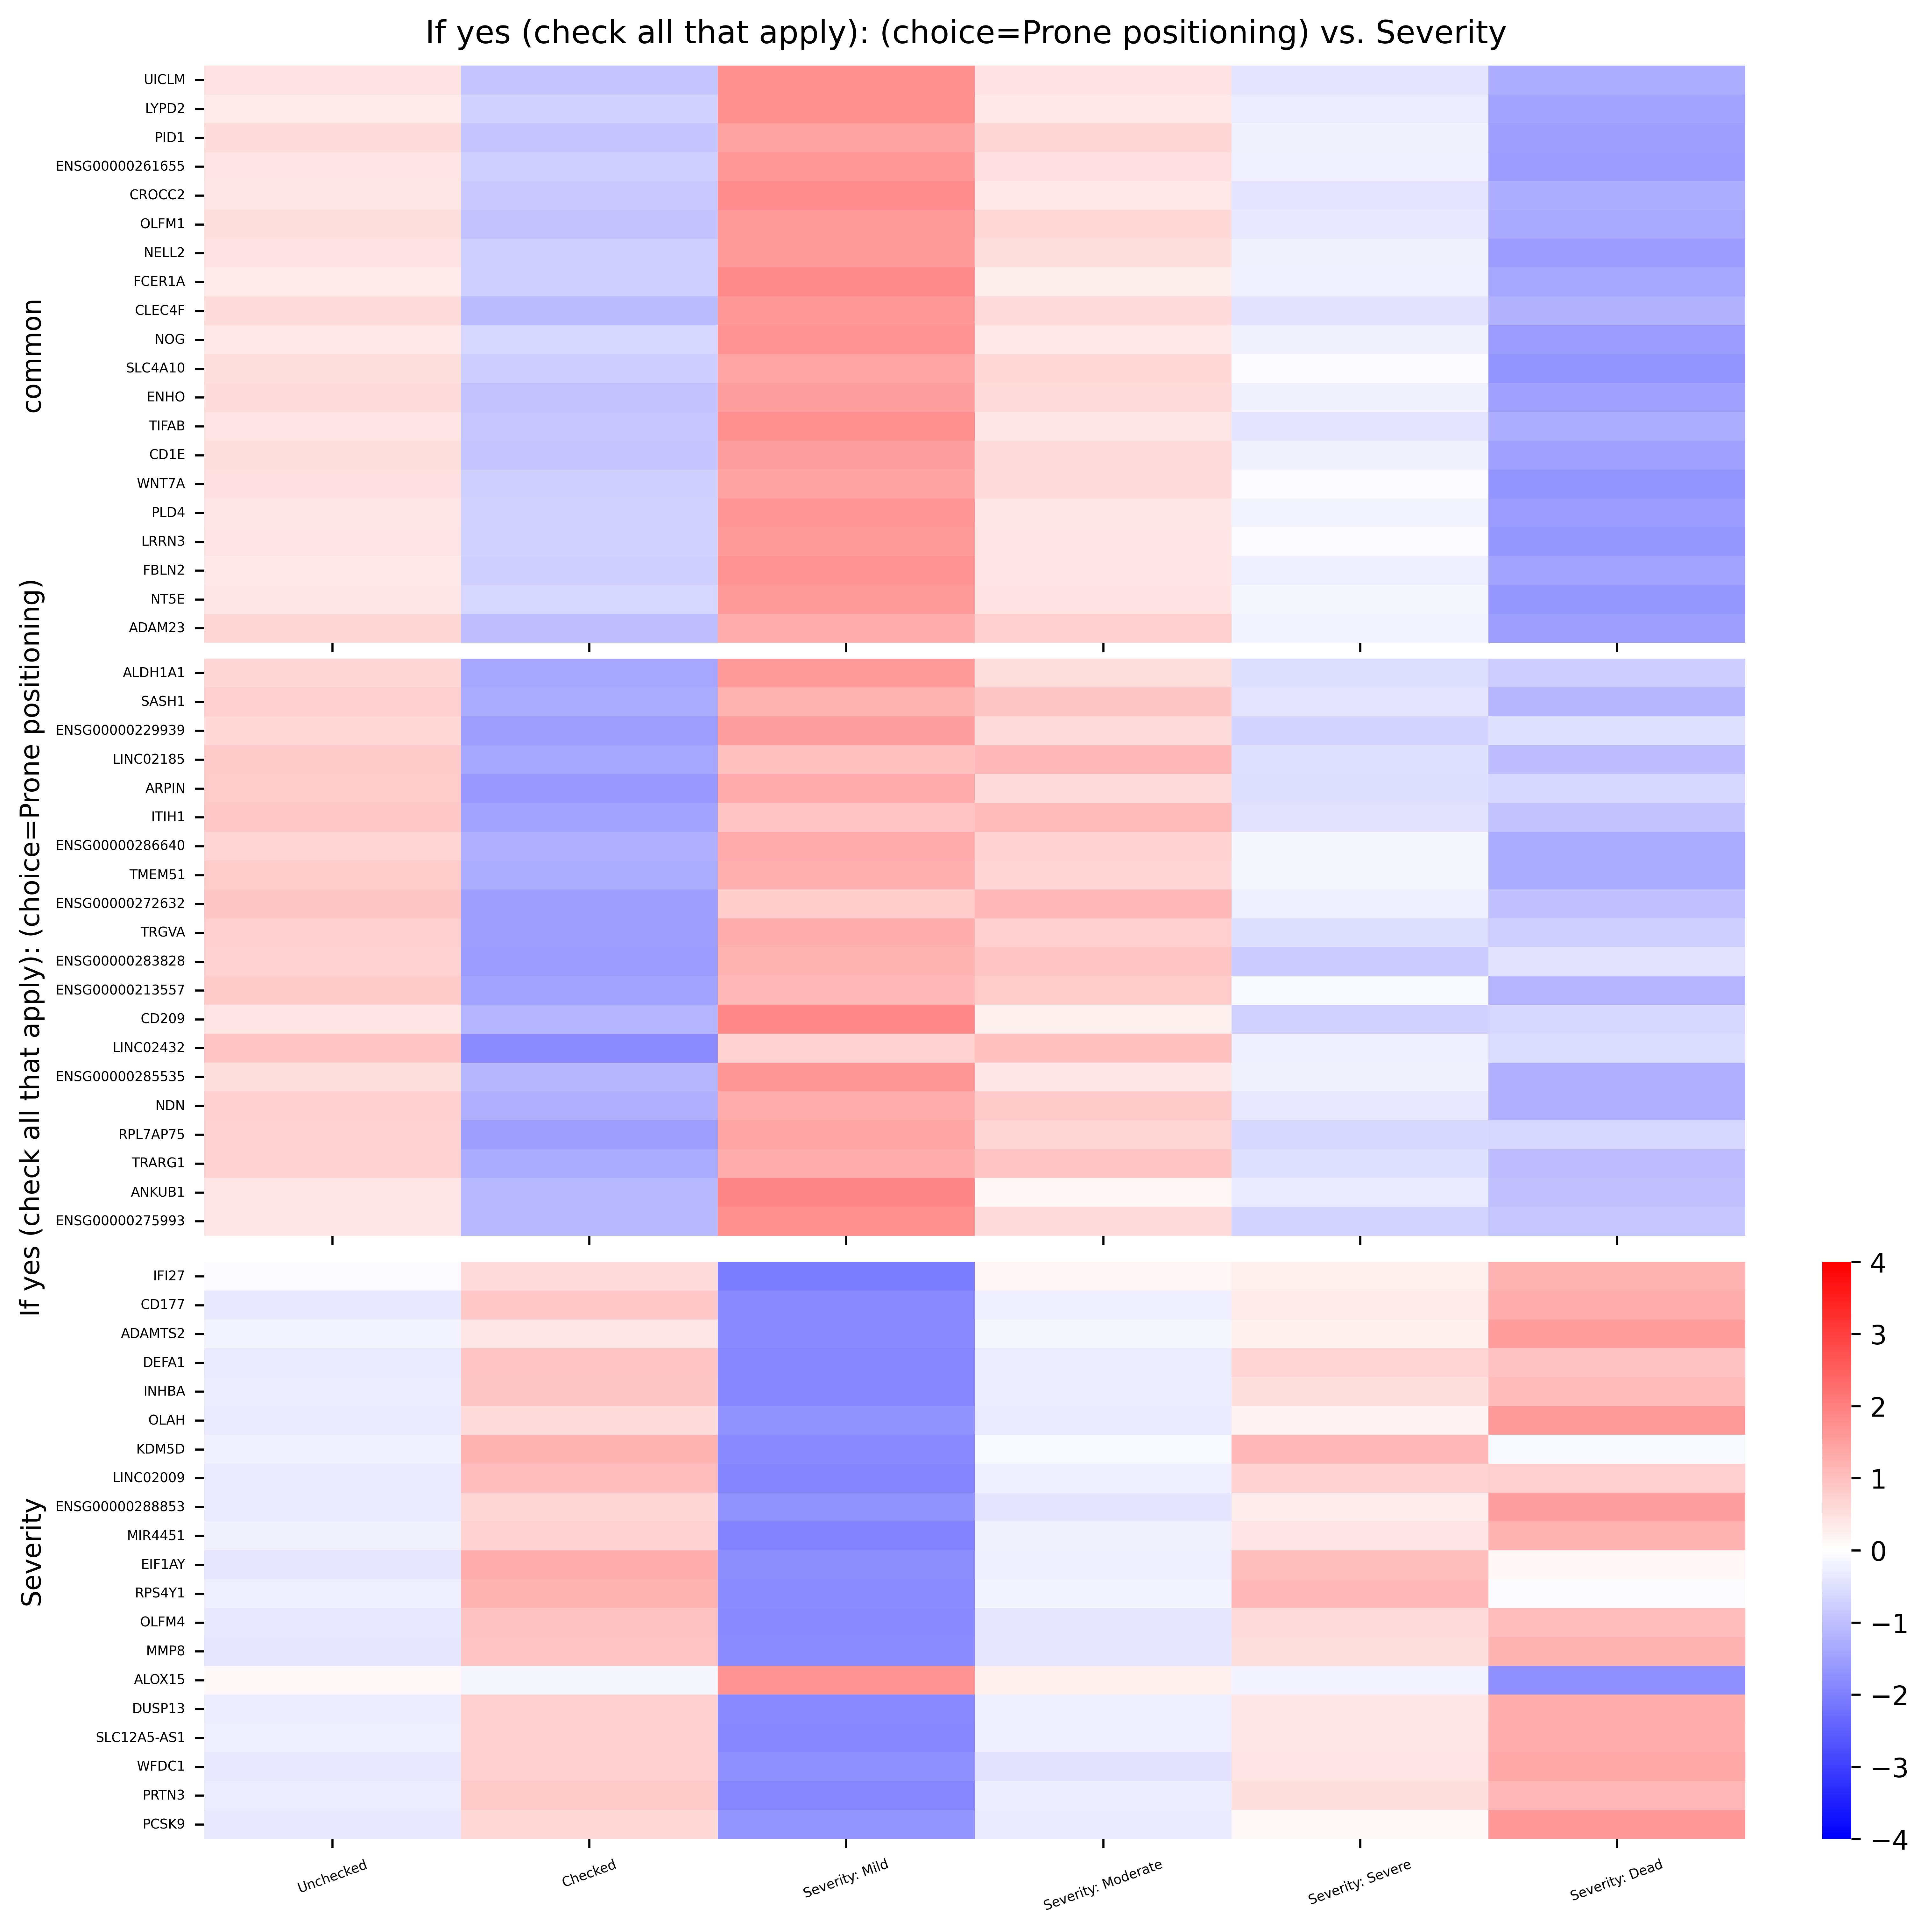 If yes (check all that apply): (choice=Prone positioning) vs. Severity
common
UICLM
LYPD2
PID1
ENSG00000261655
CROCC2
OLFM1
NELL2
FCER1A
CLEC4F
NOG
SLC4A10
ENHO
TIFAB
CD1E
WNT7A
PLD4
LRRN3
FBLN2
NT5E
ADAM23
If yes (check all that apply): (choice=Prone positioning)
ALDH1A1
SASH1
ENSG00000229939
LINC02185
ARPIN
ITIH1
ENSG00000286640
TMEM51
ENSG00000272632
TRGVA
ENSG00000283828
ENSG00000213557
CD209
LINC02432
ENSG00000285535
NDN
RPL7AP75
TRARG1
ANKUB1
ENSG00000275993
Severity
IFI27
CD177
ADAMTS2
DEFA1
INHBA
OLAH
KDM5D
LINC02009
ENSG00000288853
MIR4451
EIF1AY
RPS4Y1
OLFM4
MMP8
ALOX15
DUSP13
SLC12A5-AS1
WFDC1
PRTN3
PCSK9
Unchecked
Checked
Severity: Mild
Severity: Moderate
Severity: Severe
Severity: Dead
4
3
2
1
0
−1
−2
−3
−4